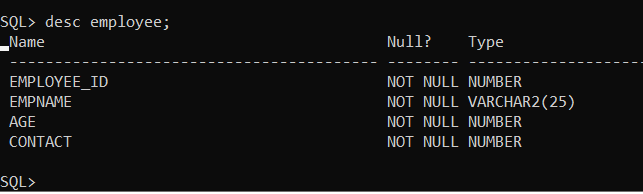 SQL> desc employee;
Name Null? Type
----------------------------------------- -------- --------------------
EMPLOYEE_ID NOT NULL NUMBER
EMPNAME NOT NULL VARCHAR2(25)
AGE NOT NULL NUMBER
CONTACT NOT NULL NUMBER
SQL>